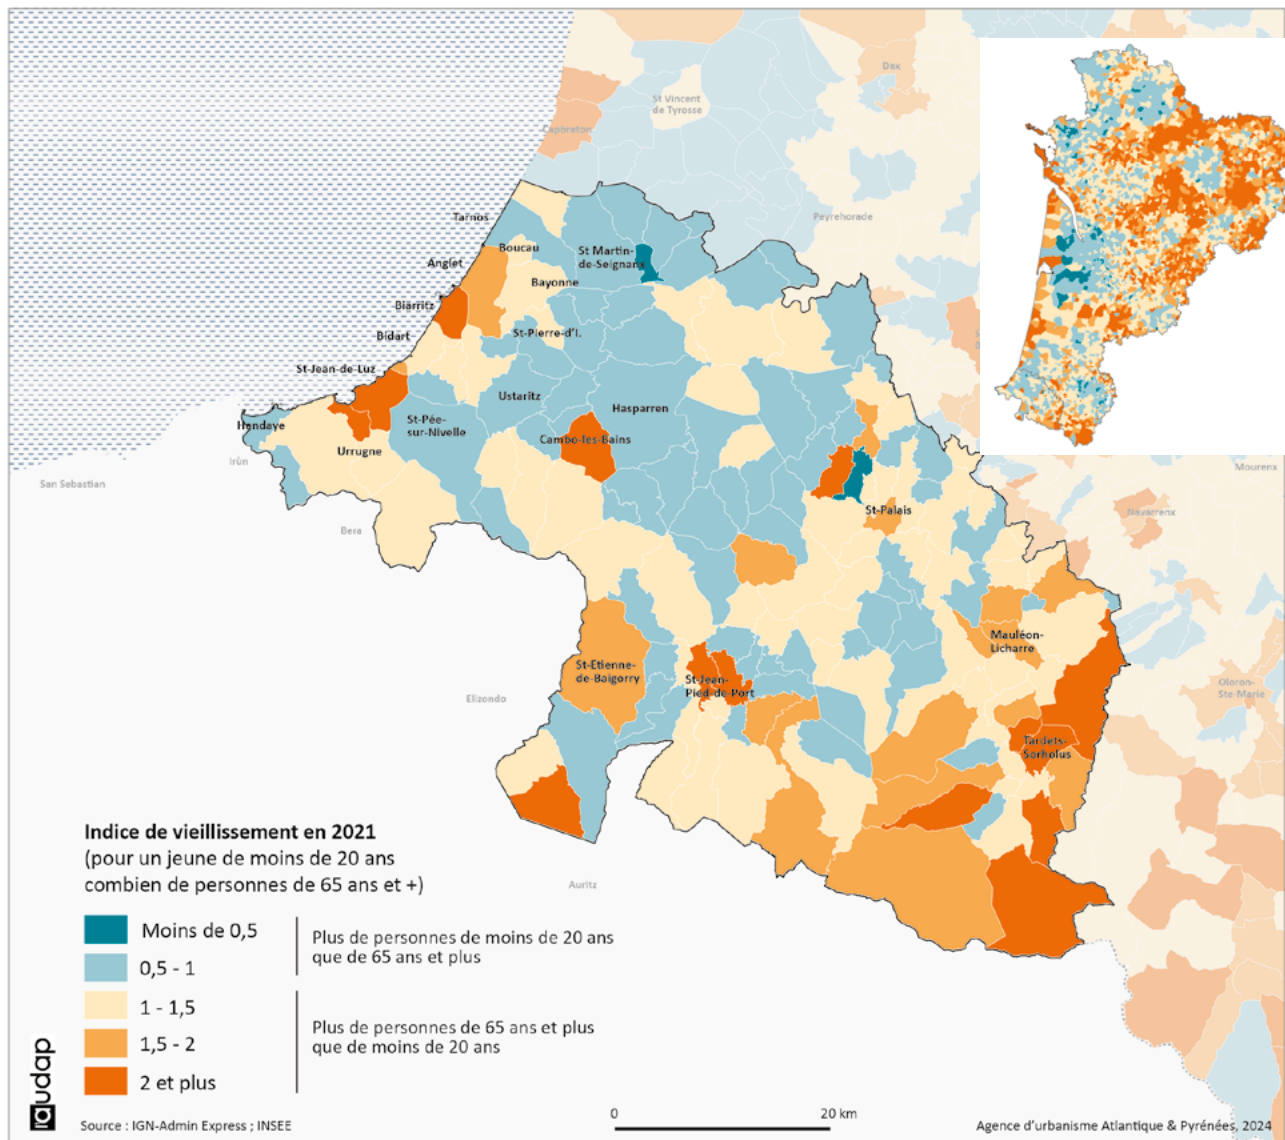 Dax
St Vincent
de Tyrosse
Capbreton
Peyrehorade
Tarnos
Boucau
St Martin-
de-Seignanx
Anglet
Bayonne
Biarritz
St-Pierre-d'I.
Bidart
St-Jean-de-Luz
Ustaritz
Hasparren
St-Pée-
sur-Nivelle
Hendaye
Cambo-les-Bains
Urrugne
Irùn
San Sebastian
Mourenx
St-Palais
Navarrenx
Bera
Mauléon-
Licharre
St-Etienne-
de-Baigorry
St-Jean-
Pied-de-Port
Elizondo
Oloron-
Ste-Marie
Tardets-
Sorholus
Auritz
Indice de vieillissement en 2021
(pour un jeune de moins de 20 ans
combien de personnes de 65 ans et +)
Moins de 0,5
0,5 - 1
Plus de personnes de moins de 20 ans
que de 65 ans et plus
1 - 1,5
1,5 - 2
2 et plus
Plus de personnes de 65 ans et plus
que de moins de 20 ans
l'audap
Source : IGN-Admin Express ; INSEE
0 20 km
Agence d'urbanisme Atlantique & Pyrénées, 2024